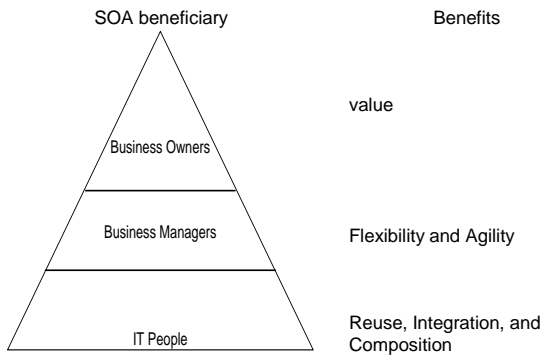 SOA beneficiary
Benefits
value
Business Owners
Business Managers
Flexibility and Agility
Reuse, Integration, and
Composition
IT People